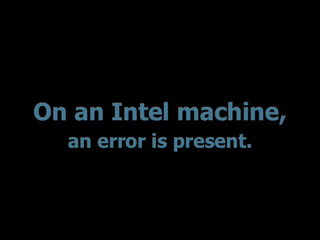 On an Intel machine,
an error is present.